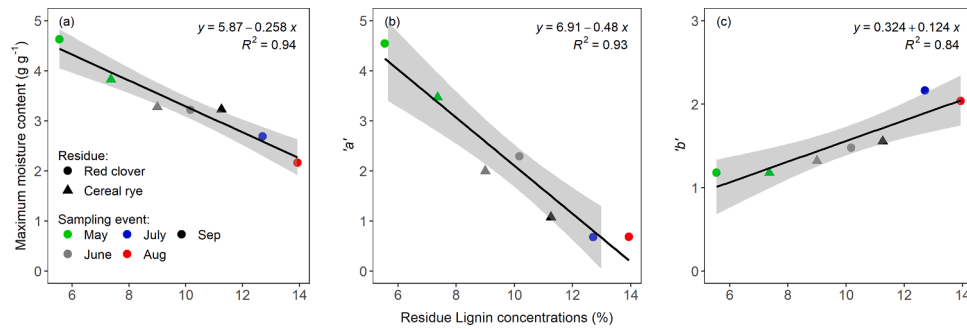 (a)
y = 5.87 − 0.258 x
R² = 0.94
Maximum moisture content (g g⁻¹)
5
4
3
2
1
0
Residue:
Red clover
Cereal rye
Sampling event:
May
July
Sep
June
Aug
6 8 10 12 14
(b)
y = 6.91 − 0.48 x
R² = 0.93
'a'
5
4
3
2
1
0
6 8 10 12 14
Residue Lignin concentrations (%)
(c)
y = 0.324 + 0.124 x
R² = 0.84
'b'
3
2
1
0
6 8 10 12 14